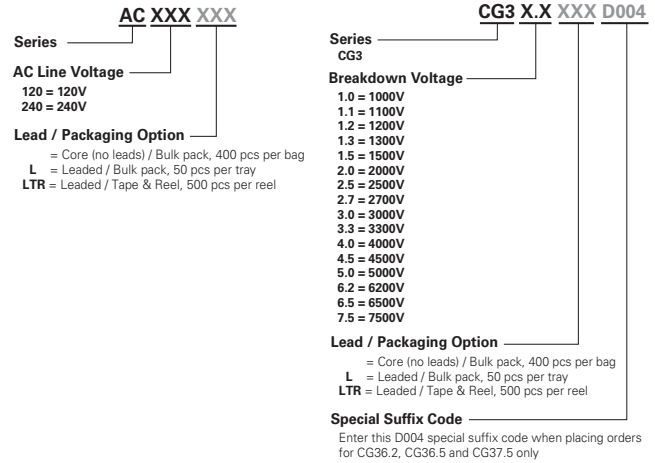 AC XXX XXX
Series
AC Line Voltage
120 = 120V
240 = 240V
Lead / Packaging Option
= Core (no leads) / Bulk pack, 400 pcs per bag
L = Leaded / Bulk pack, 50 pcs per tray
LTR = Leaded / Tape & Reel, 500 pcs per reel
CG3 X.X XXX D004
Series
CG3
Breakdown Voltage
1.0 = 1000V
1.1 = 1100V
1.2 = 1200V
1.3 = 1300V
1.5 = 1500V
2.0 = 2000V
2.5 = 2500V
2.7 = 2700V
3.0 = 3000V
3.3 = 3300V
4.0 = 4000V
4.5 = 4500V
5.0 = 5000V
6.2 = 6200V
6.5 = 6500V
7.5 = 7500V
Lead / Packaging Option
= Core (no leads) / Bulk pack, 400 pcs per bag
L = Leaded / Bulk pack, 50 pcs per tray
LTR = Leaded / Tape & Reel, 500 pcs per reel
Special Suffix Code
Enter this D004 special suffix code when placing orders
for CG36.2, CG36.5 and CG37.5 only